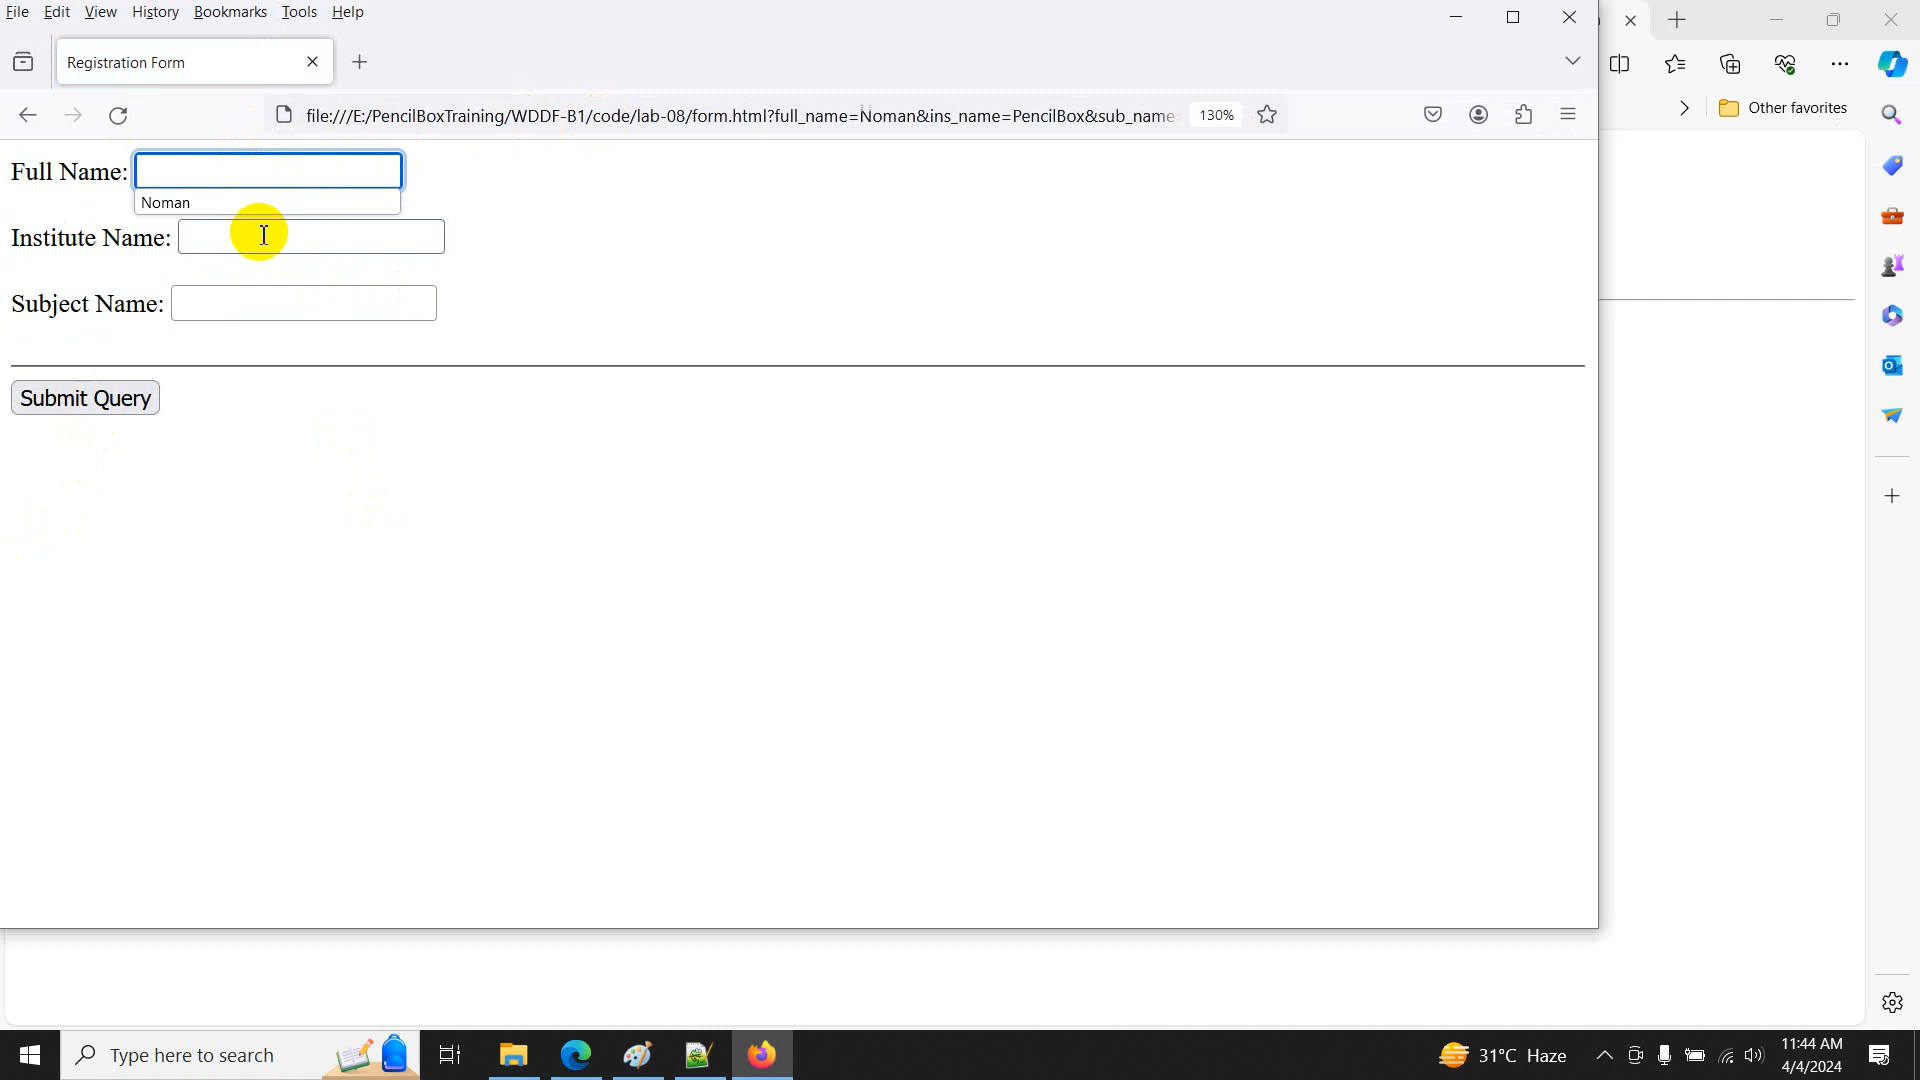 File Edit View History Bookmarks Tools Help
Registration Form
file:///E:/PencilBoxTraining/WDDF-B1/code/lab-08/form.html?full_name=Noman&ins_name=PencilBox&sub_name=
130%
Other favorites
Full Name:
Noman
Institute Name:
Subject Name:
Submit Query
Type here to search
31°C Haze
11:44 AM
4/4/2024